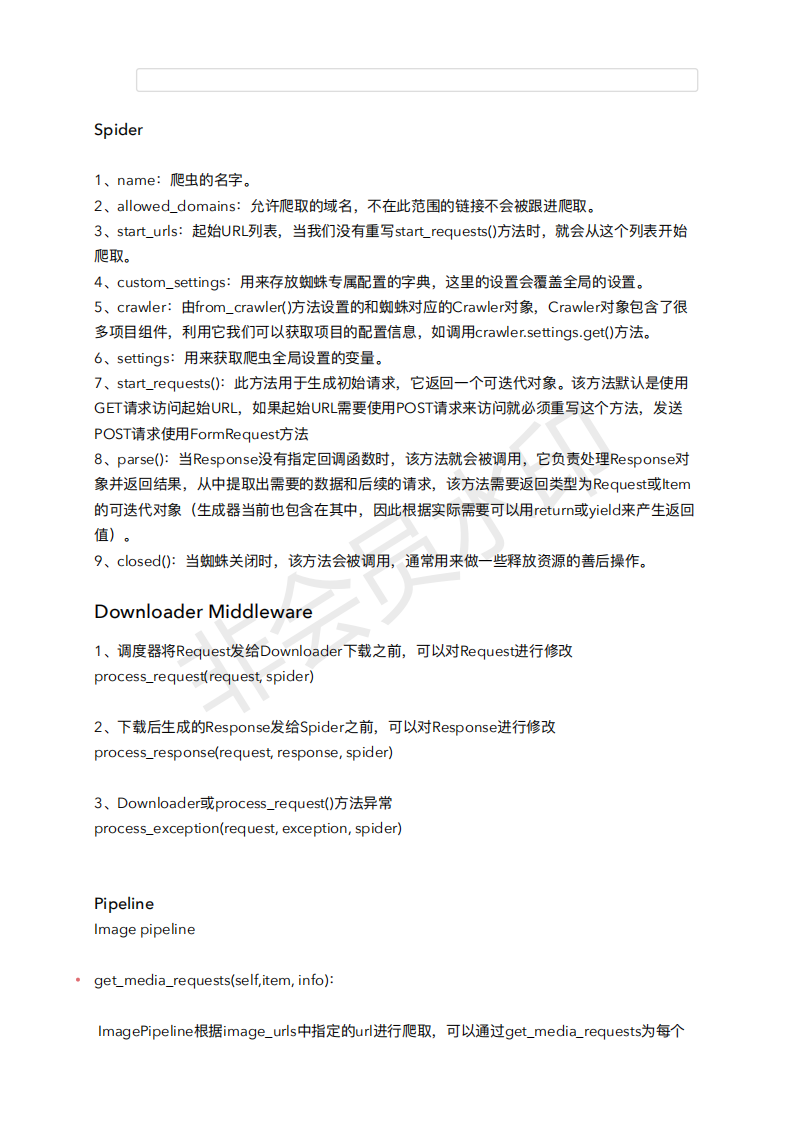 Spider
1、name：爬虫的名字。
2、allowed_domains：允许爬取的域名，不在此范围的链接不会被跟进爬取。
3、start_urls：起始URL列表，当我们没有重写start_requests()方法时，就会从这个列表开始
爬取。
4、custom_settings：用来存放蜘蛛专属配置的字典，这里的设置会覆盖全局的设置。
5、crawler：由from_crawler()方法设置的和蜘蛛对应的Crawler对象，Crawler对象包含了很
多项目组件，利用它我们可以获取项目的配置信息，如调用crawler.settings.get()方法。
6、settings：用来获取爬虫全局设置的变量。
7、start_requests()：此方法用于生成初始请求，它返回一个可迭代对象。该方法默认是使用
GET请求访问起始URL，如果起始URL需要使用POST请求来访问就必须重写这个方法，发送
POST请求使用FormRequest方法
8、parse()：当Response没有指定回调函数时，该方法就会被调用，它负责处理Response对
象并返回结果，从中提取出需要的数据和后续的请求，该方法需要返回类型为Request或Item
的可迭代对象（生成器当前也包含在其中，因此根据实际需要可以用return或yield来产生返回
值）。
9、closed()：当蜘蛛关闭时，该方法会被调用，通常用来做一些释放资源的善后操作。
Downloader Middleware
1、调度器将Request发给Downloader下载之前，可以对Request进行修改
process_request(request, spider)
2、下载后生成的Response发给Spider之前，可以对Response进行修改
process_response(request, response, spider)
3、Downloader或process_request()方法异常
process_exception(request, exception, spider)
Pipeline
Image pipeline
• get_media_requests(self,item, info)：
ImagePipeline根据image_urls中指定的url进行爬取，可以通过get_media_requests为每个
非会员水印